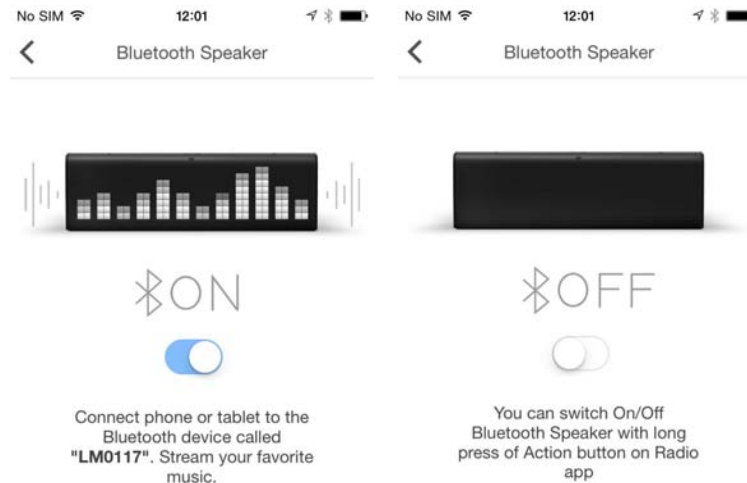 No SIM 12:01
Bluetooth Speaker
ON
Connect phone or tablet to the
Bluetooth device called
"LM0117". Stream your favorite
music.
No SIM 12:01
Bluetooth Speaker
OFF
You can switch On/Off
Bluetooth Speaker with long
press of Action button on Radio
app